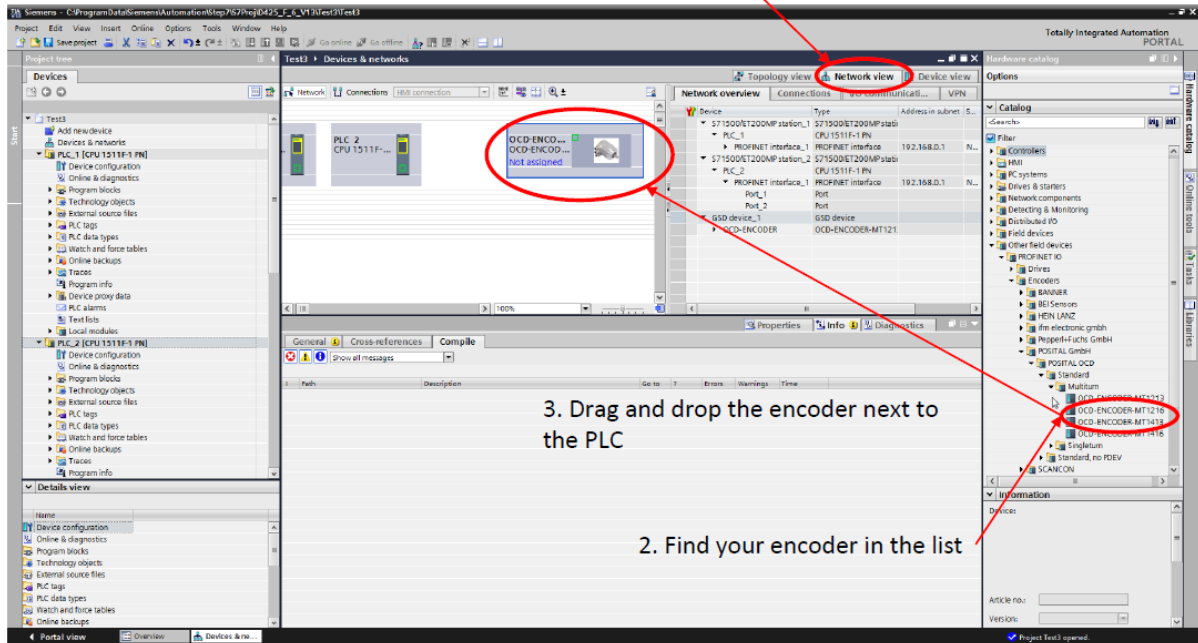 Siemens - C:\ProgramData\Siemens\Automation\Step7\S7Proj\D425_F_6_V13\Test3\Test3
Project Edit View Insert Online Options Tools Window Help
Save project
Go online
Go offline
Totally Integrated Automation
PORTAL
Project tree
Devices
Test3
Add new device
Devices & networks
PLC_1 [CPU 1511F-1 PN]
Device configuration
Online & diagnostics
Program blocks
Technology objects
External source files
PLC tags
PLC data types
Watch and force tables
Online backups
Traces
Program info
Device proxy data
PLC alarms
Text lists
Local modules
PLC_2 [CPU 1511F-1 PN]
Device configuration
Online & diagnostics
Program blocks
Technology objects
External source files
PLC tags
PLC data types
Watch and force tables
Online backups
Traces
Program info
Details view
Name
Device configuration
Online & diagnostics
Program blocks
Technology objects
External source files
PLC tags
PLC data types
Watch and force tables
Online backups
Start
Test3 Devices & networks
Topology view Network view Device view
Network Connections HMI connection
PLC_2
CPU 1511F-...
OCD-ENCO...
OCD-ENCOD...
Not assigned
100%
Network overview Connections I/O communicati... VPN
Device Type Address in subnet S...
S71500/ET200MP station_1 S71500/ET200MP stati
PLC_1 CPU 1511F-1 PN
PROFINET interface_1 PROFINET interface 192.168.0.1 N...
S71500/ET200MP station_2 S71500/ET200MP stati
PLC_2 CPU 1511F-1 PN
PROFINET interface_1 PROFINET interface 192.168.0.1 N...
Port_1 Port
Port_2 Port
GSD device_1 GSD device
OCD-ENCODER OCD-ENCODER-MT121
Properties Info Diagnostics
General Cross-references Compile
Show all messages
! Path Description Go to ? Errors Warnings Time
3. Drag and drop the encoder next to
the PLC
2. Find your encoder in the list
Hardware catalog
Options
Catalog
<Search>
Filter
Controllers
HMI
PC systems
Drives & starters
Network components
Detecting & Monitoring
Distributed I/O
Field devices
Other field devices
PROFINET IO
Drives
Encoders
BANNER
BEI Sensors
HEIN LANZ
ifm electronic gmbh
Pepperl+Fuchs GmbH
POSITAL GmbH
POSITAL OCD
Standard
Multiturn
OCD-ENCODER-MT1213
OCD-ENCODER-MT1216
OCD-ENCODER-MT1413
OCD-ENCODER-MT1416
Singleturn
Standard, no PDEV
SCANCON
Information
Device:
Article no.:
Version:
Hardware catalog
Online tools
Tasks
Libraries
Portal view Overview Devices & ne...
Project Test3 opened.